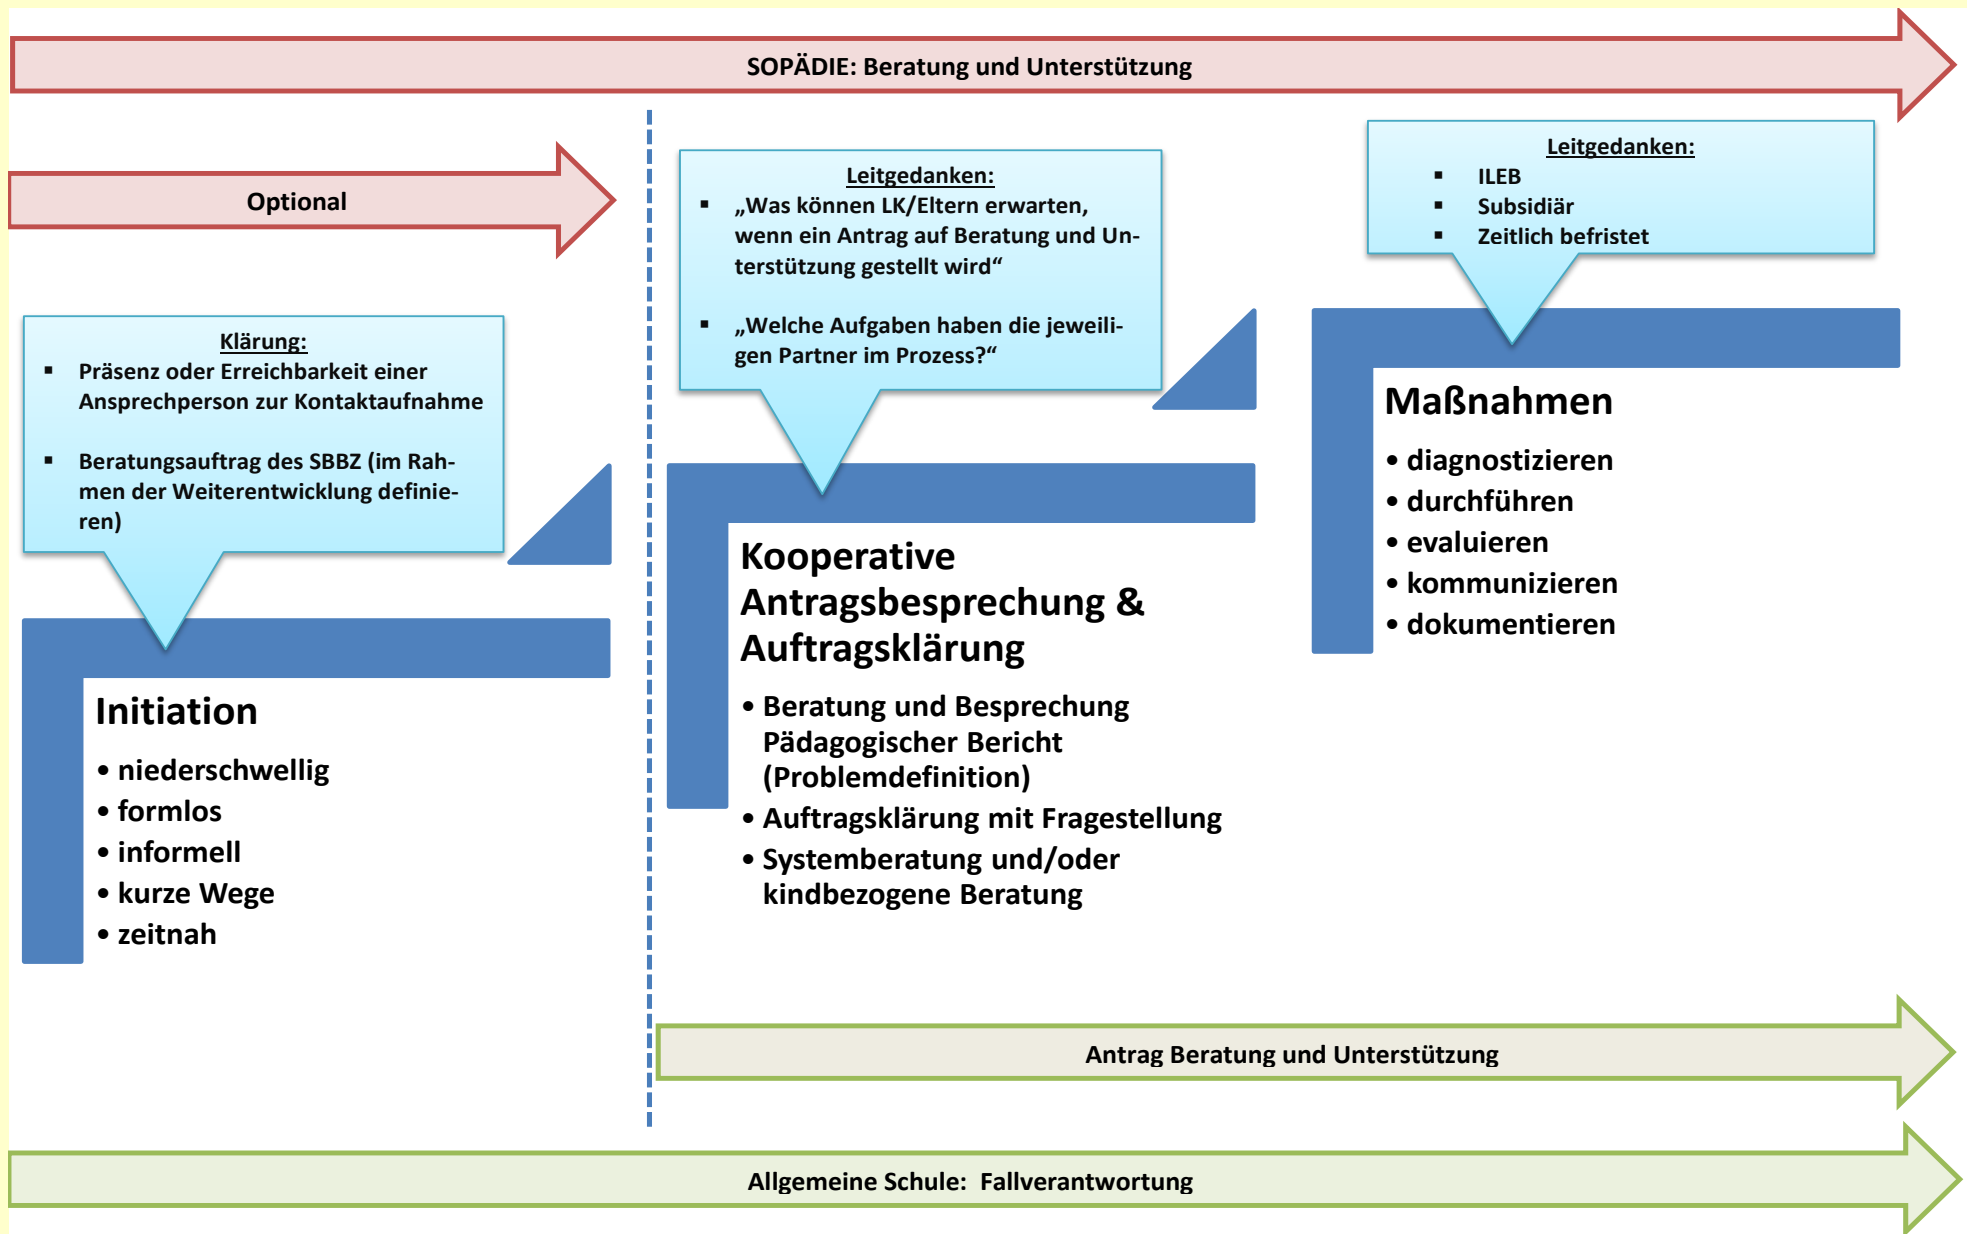 SOPÄDIE: Beratung und Unterstützung
Optional
Klärung:
▪ Präsenz oder Erreichbarkeit einer
Ansprechperson zur Kontaktaufnahme
▪ Beratungsauftrag des SBBZ (im Rah-
men der Weiterentwicklung definie-
ren)
Initiation
• niederschwellig
• formlos
• informell
• kurze Wege
• zeitnah
Leitgedanken:
▪ „Was können LK/Eltern erwarten,
wenn ein Antrag auf Beratung und Un-
terstützung gestellt wird“
▪ „Welche Aufgaben haben die jeweili-
gen Partner im Prozess?“
Kooperative
Antragsbesprechung &
Auftragsklärung
• Beratung und Besprechung
Pädagogischer Bericht
(Problemdefinition)
• Auftragsklärung mit Fragestellung
• Systemberatung und/oder
kindbezogene Beratung
Leitgedanken:
▪ ILEB
▪ Subsidiär
▪ Zeitlich befristet
Maßnahmen
• diagnostizieren
• durchführen
• evaluieren
• kommunizieren
• dokumentieren
Antrag Beratung und Unterstützung
Allgemeine Schule: Fallverantwortung